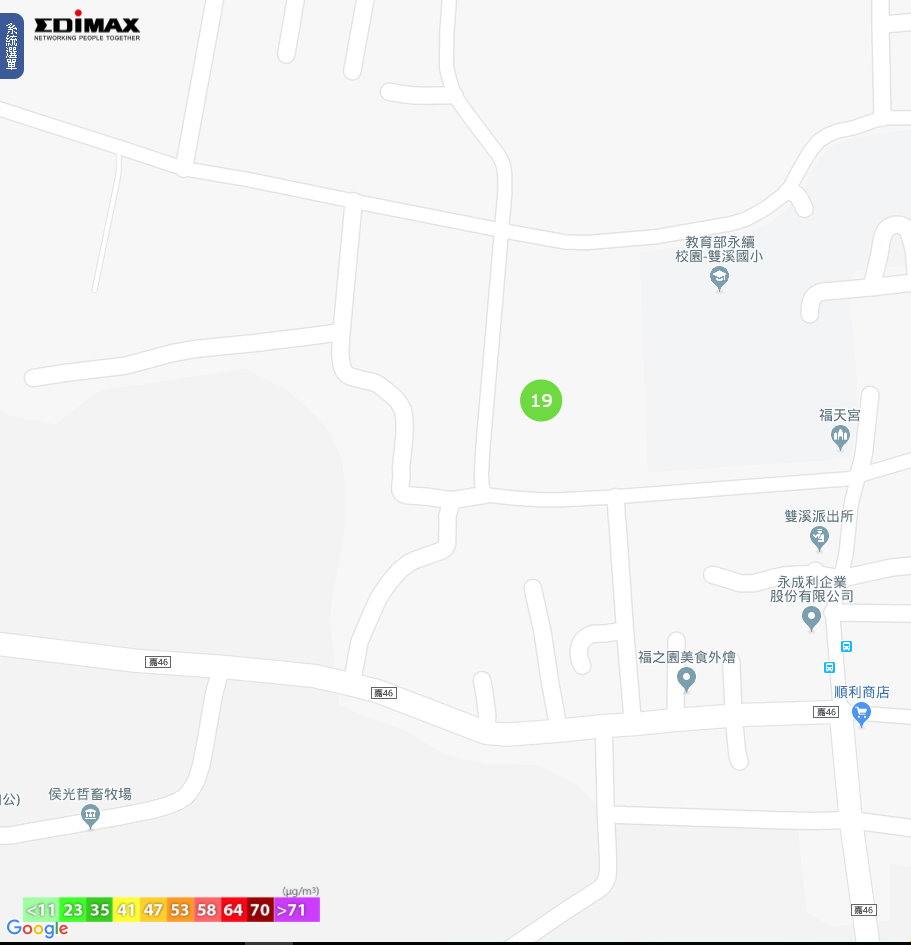 系統選單
EDIMAX
NETWORKING PEOPLE TOGETHER
教育部永續
校園-雙溪國小
19
福天宮
雙溪派出所
永成利企業
股份有限公司
福之園美食外燴
嘉46
嘉46
順利商店
嘉46
侯光哲畜牧場
公)
嘉46
(μg/m³)
<11 23 35 41 47 53 58 64 70 >71
Google